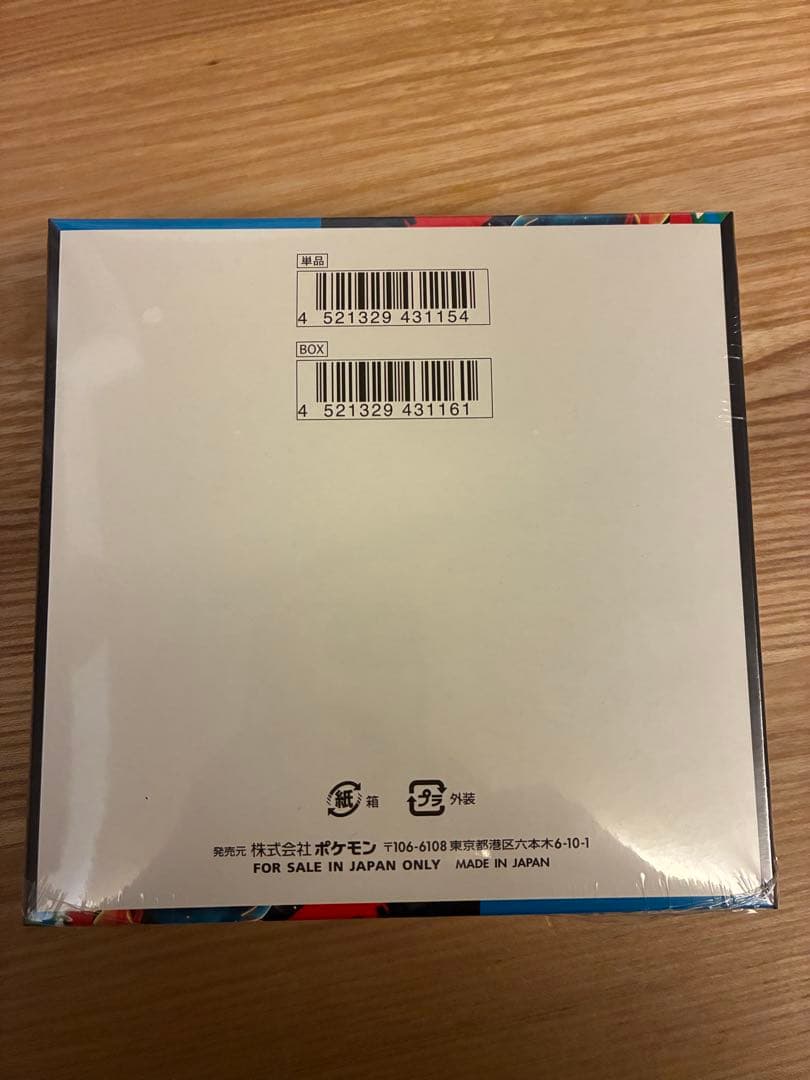 単品
4 521329 431154
BOX
4 521329 431161
紙 箱 プラ 外装
発売元 株式会社 ポケモン 〒106-6108 東京都港区六本木6-10-1
FOR SALE IN JAPAN ONLY MADE IN JAPAN